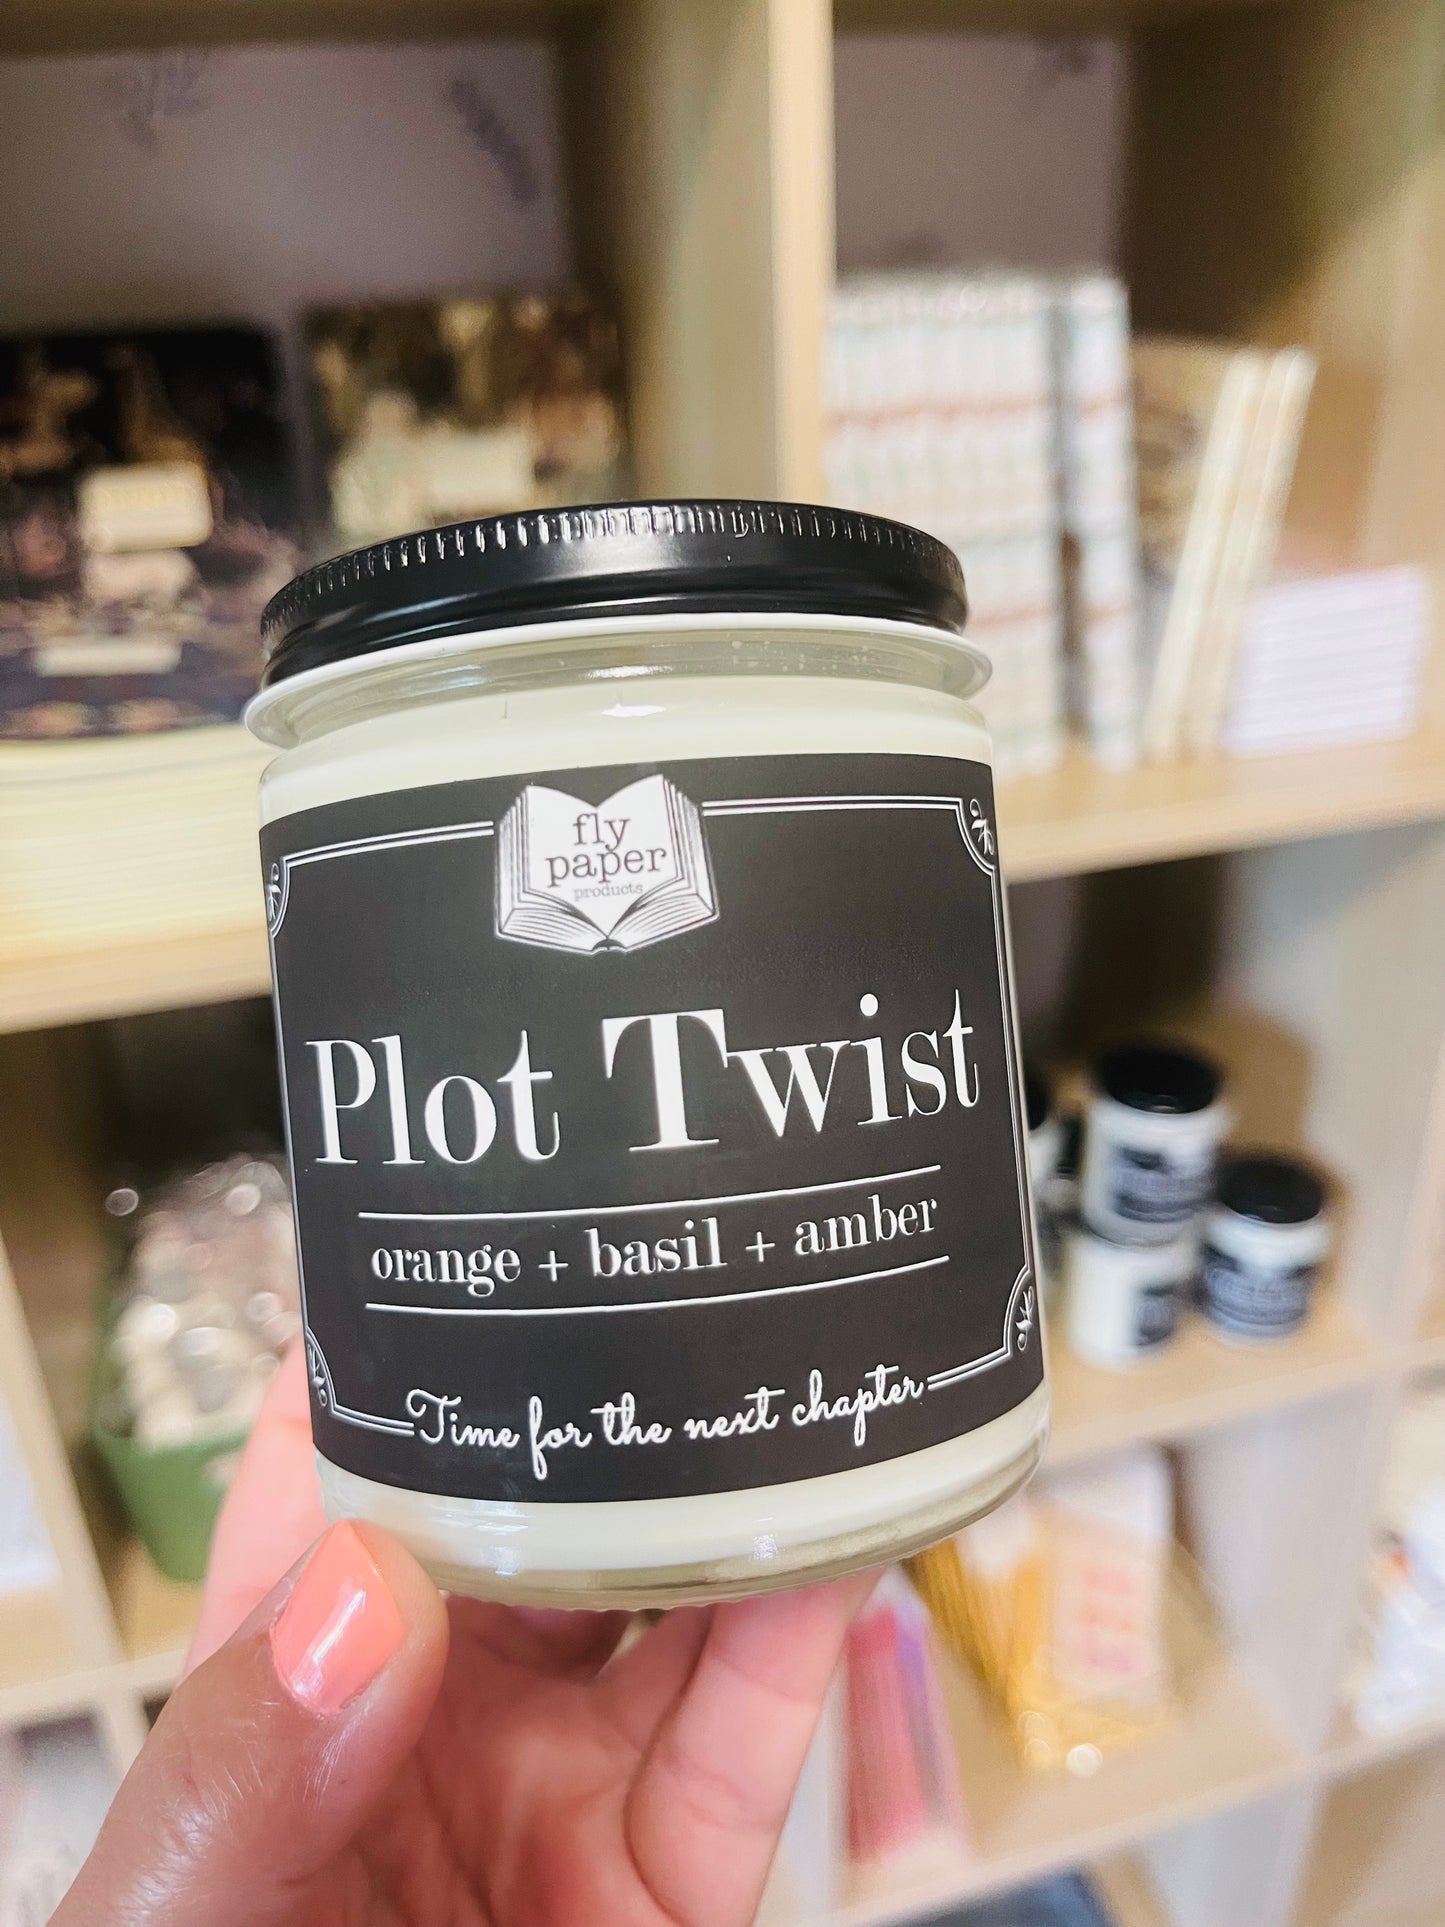 fly
paper
products
Plot Twist
orange + basil + amber
Time for the next chapter